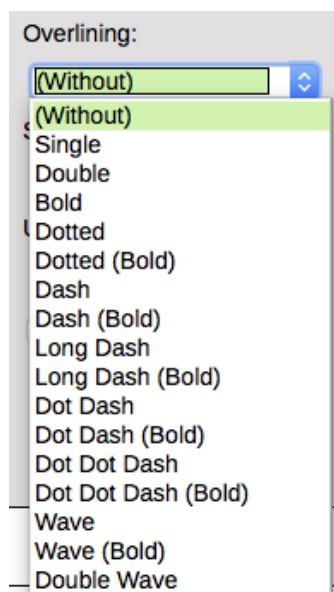 Overlining:
(Without)
(Without)
Single
Double
Bold
Dotted
Dotted (Bold)
Dash
Dash (Bold)
Long Dash
Long Dash (Bold)
Dot Dash
Dot Dash (Bold)
Dot Dot Dash
Dot Dot Dash (Bold)
Wave
Wave (Bold)
Double Wave